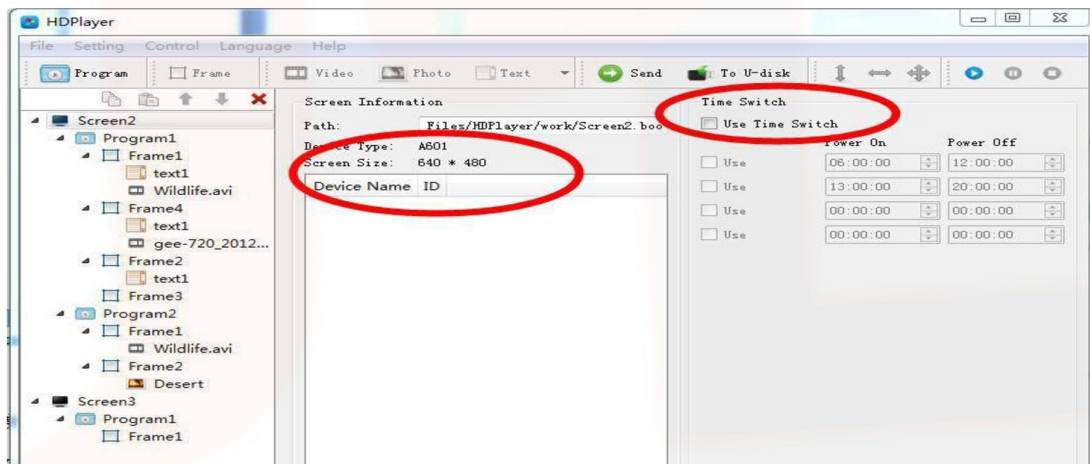 HDPlayer
File Setting Control Language Help
Program Frame Video Photo Text Send To U-disk
Screen2
Program1
Frame1
text1
Wildlife.avi
Frame4
text1
gee-720_2012...
Frame2
text1
Frame3
Program2
Frame1
Wildlife.avi
Frame2
Desert
Screen3
Program1
Frame1
Screen Information
Path: Files/HDPlayer/work/Screen2.boo
Device Type: A601
Screen Size: 640 * 480
Device Name ID
Time Switch
Use Time Switch
Power On Power Off
Use 06:00:00 12:00:00
Use 13:00:00 20:00:00
Use 00:00:00 00:00:00
Use 00:00:00 00:00:00